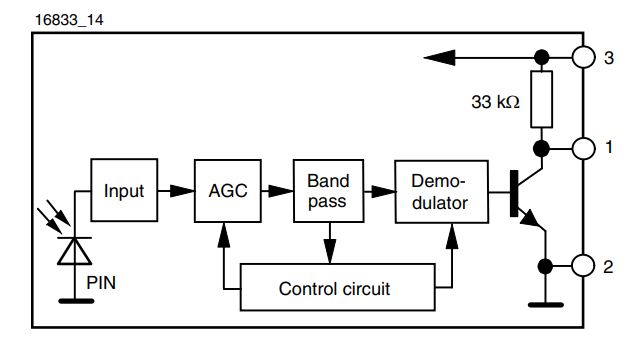 16833_14
3
33 kΩ
1
Input
AGC
Band
pass
Demo-
dulator
2
PIN
Control circuit